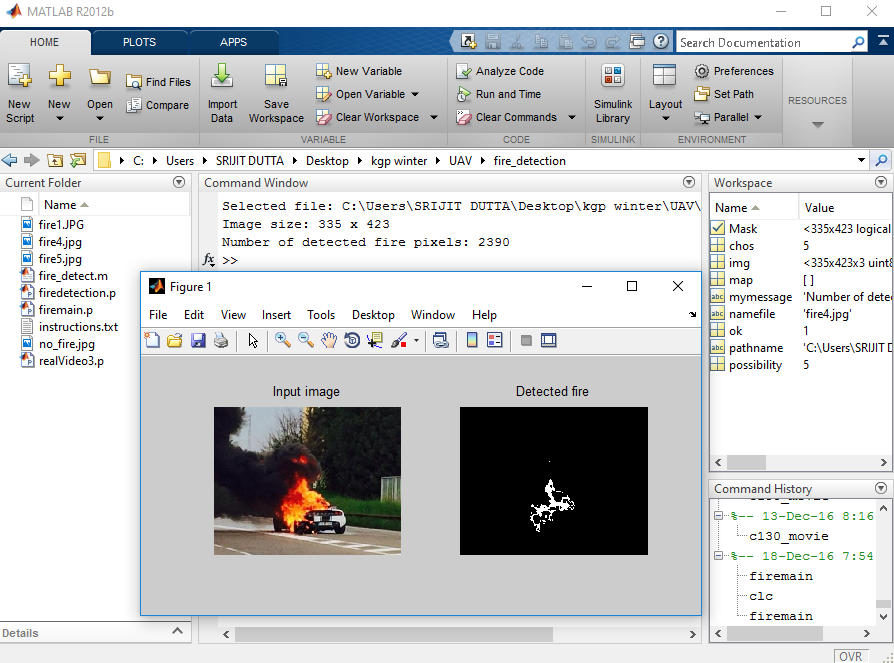 MATLAB R2012b
HOME PLOTS APPS
Search Documentation
New Script
New
Open
Find Files
Compare
Import Data
Save Workspace
New Variable
Open Variable
Clear Workspace
Analyze Code
Run and Time
Clear Commands
Simulink Library
Layout
Preferences
Set Path
Parallel
RESOURCES
FILE VARIABLE CODE SIMULINK ENVIRONMENT
C: Users SRIJIT DUTTA Desktop kgp winter UAV fire_detection
Current Folder
Name
fire1.JPG
fire4.jpg
fire5.jpg
fire_detect.m
firedetection.p
firemain.p
instructions.txt
no_fire.jpg
realVideo3.p
Details
Command Window
Selected file: C:\Users\SRIJIT DUTTA\Desktop\kgp winter\UAV\
Image size: 335 x 423
Number of detected fire pixels: 2390
fx >>
Figure 1
File Edit View Insert Tools Desktop Window Help
Input image
Detected fire
Workspace
Name Value
Mask <335x423 logical
chos 5
img <335x423x3 uint8
map [ ]
abc mymessage 'Number of dete
abc namefile 'fire4.jpg'
ok 1
abc pathname 'C:\Users\SRIJIT D
possibility 5
Command History
%-- 13-Dec-16 8:16
c130_movie
%-- 18-Dec-16 7:54
firemain
clc
firemain
OVR